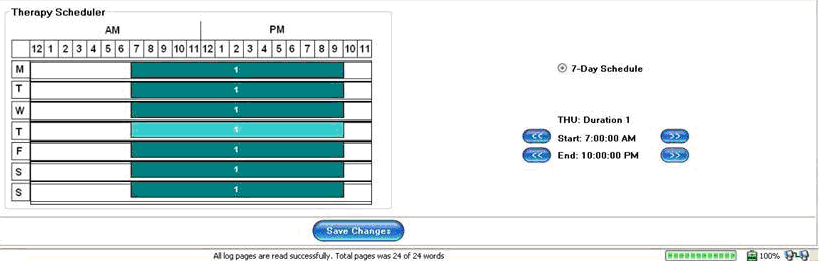 Therapy Scheduler
AM PM
12 1 2 3 4 5 6 7 8 9 10 11 12 1 2 3 4 5 6 7 8 9 10 11
M 1
T 1
W 1
T 1
F 1
S 1
S 1
7-Day Schedule
THU: Duration 1
<< Start: 7:00:00 AM >>
<< End: 10:00:00 PM >>
Save Changes
All log pages are read successfully. Total pages was 24 of 24 words
100%